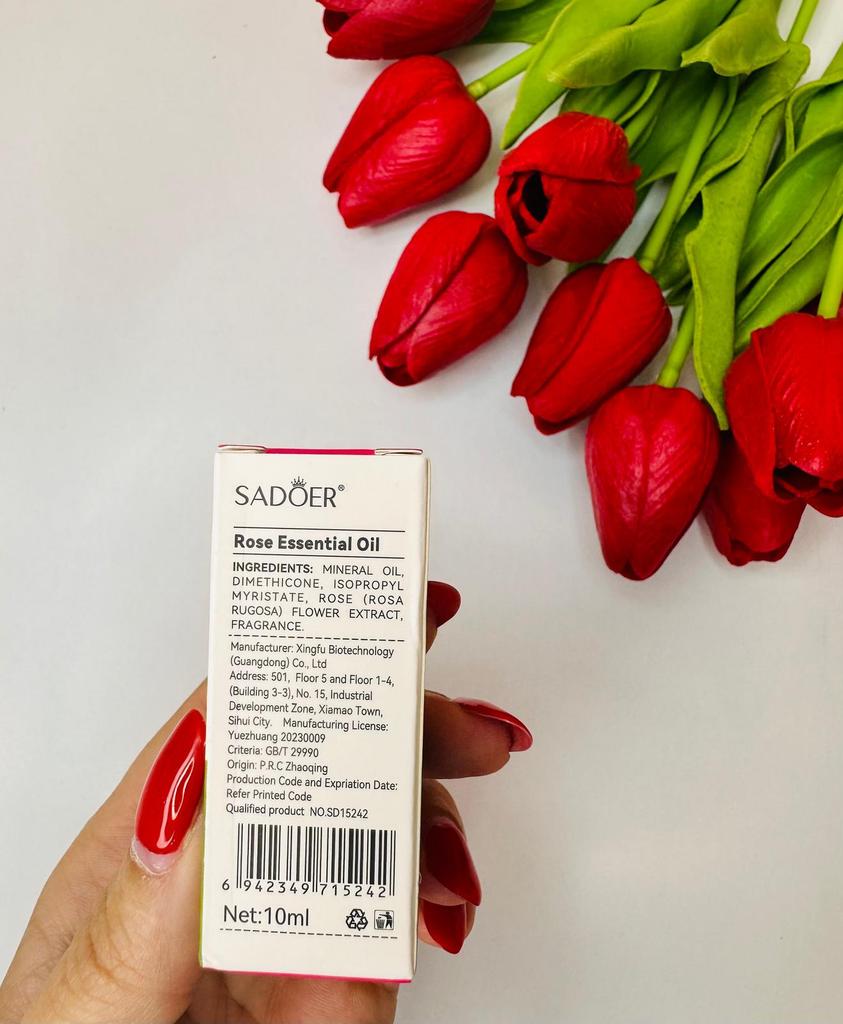 SADOER®
Rose Essential Oil
INGREDIENTS: MINERAL OIL,
DIMETHICONE, ISOPROPYL
MYRISTATE, ROSE (ROSA
RUGOSA) FLOWER EXTRACT,
FRAGRANCE.
Manufacturer: Xingfu Biotechnology
(Guangdong) Co., Ltd
Address: 501, Floor 5 and Floor 1-4,
(Building 3-3), No. 15, Industrial
Development Zone, Xiamao Town,
Sihui City. Manufacturing License:
Yuezhuang 20230009
Criteria: GB/T 29990
Origin: P.R.C Zhaoqing
Production Code and Expriation Date:
Refer Printed Code
Qualified product NO.SD15242
6 942349 715242
Net:10ml